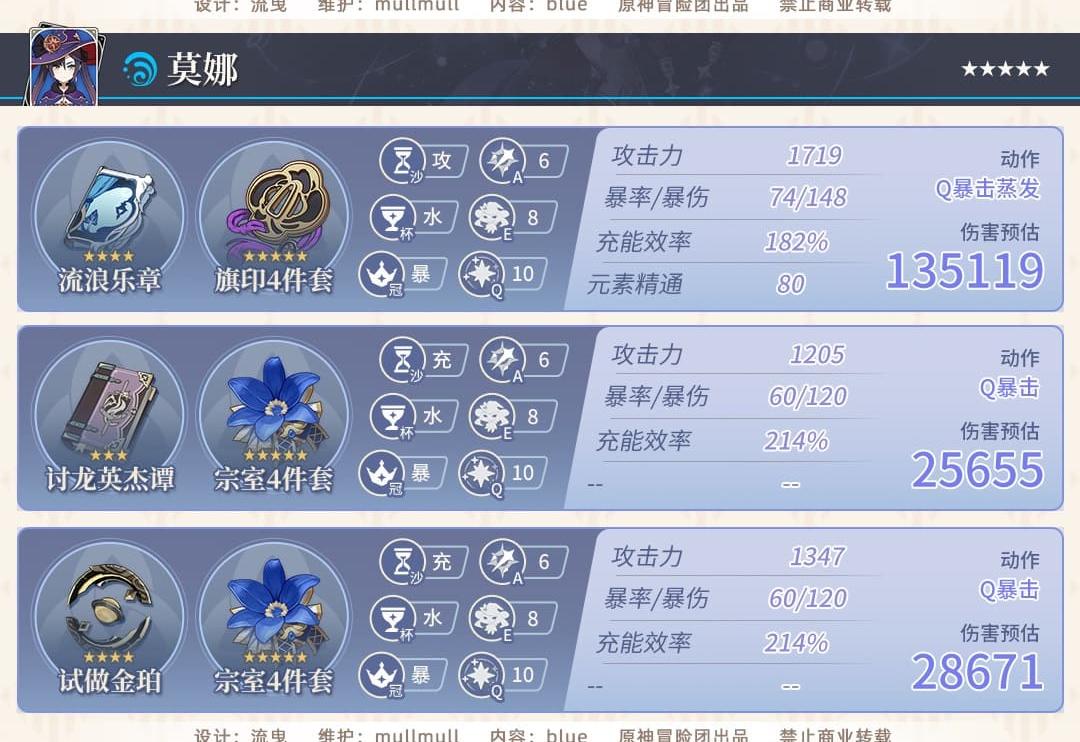 设计：流曳 维护：mullmull 内容：blue 原神冒险团出品 禁止商业转载
莫娜
★★★★★
流浪乐章
旗印4件套
沙 攻
A 6
杯 水
E 8
冠 暴
Q 10
攻击力 1719
暴率/暴伤 74/148
充能效率 182%
元素精通 80
动作
Q暴击蒸发
伤害预估
135119
讨龙英杰谭
宗室4件套
沙 充
A 6
杯 水
E 8
冠 暴
Q 10
攻击力 1205
暴率/暴伤 60/120
充能效率 214%
-- --
动作
Q暴击
伤害预估
25655
试做金珀
宗室4件套
沙 充
A 6
杯 水
E 8
冠 暴
Q 10
攻击力 1347
暴率/暴伤 60/120
充能效率 214%
-- --
动作
Q暴击
伤害预估
28671
设计：流曳 维护：mullmull 内容：blue 原神冒险团出品 禁止商业转载